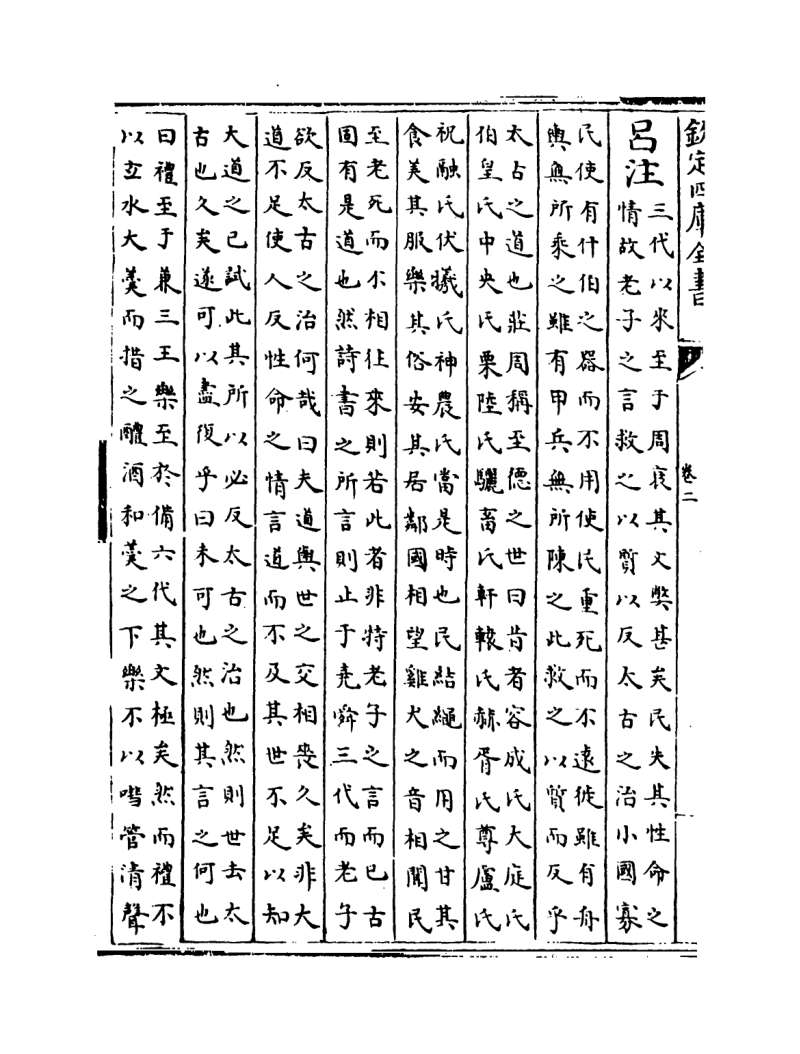 欽定四庫全書
卷二
呂注
三代以來至于周衰其文弊甚矣民失其性命之
情故老子之言救之以質以反太古之治小國寡
民使有什伯之器而不用使民重死而不遠徙雖有舟
輿無所乘之雖有甲兵無所陳之此救之以質而反乎
太古之道也莊周稱至德之世曰昔者容成氏大庭氏
伯皇氏中央氏栗陸氏驪畜氏軒轅氏赫胥氏尊盧氏
祝融氏伏犧氏神農氏當是時也民結繩而用之甘其
食美其服樂其俗安其居鄰國相望雞犬之音相聞民
至老死而不相往來則若此者非特老子之言而已古
固有是道也然詩書之所言則止于堯舜三代而老子
欲反太古之治何哉曰夫道與世之交相喪久矣非大
道不足使人反性命之情言道而不及其世不足以知
大道之已試此其所以必反太古之治也然則世去太
古也久矣遂可以盡復乎曰未可也然則其言之何也
曰禮至于兼三王樂至於備六代其文極矣然而禮不
以玄水大羹而措之醴酒和羹之下樂不以嘒管清聲